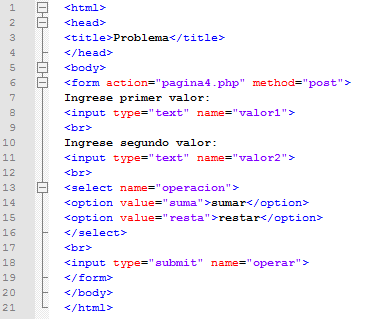 1 <html>
2 <head>
3 <title>Problema</title>
4 </head>
5 <body>
6 <form action="pagina4.php" method="post">
7 Ingrese primer valor:
8 <input type="text" name="valor1">
9 <br>
10 Ingrese segundo valor:
11 <input type="text" name="valor2">
12 <br>
13 <select name="operacion">
14 <option value="suma">sumar</option>
15 <option value="resta">restar</option>
16 </select>
17 <br>
18 <input type="submit" name="operar">
19 </form>
20 </body>
21 </html>